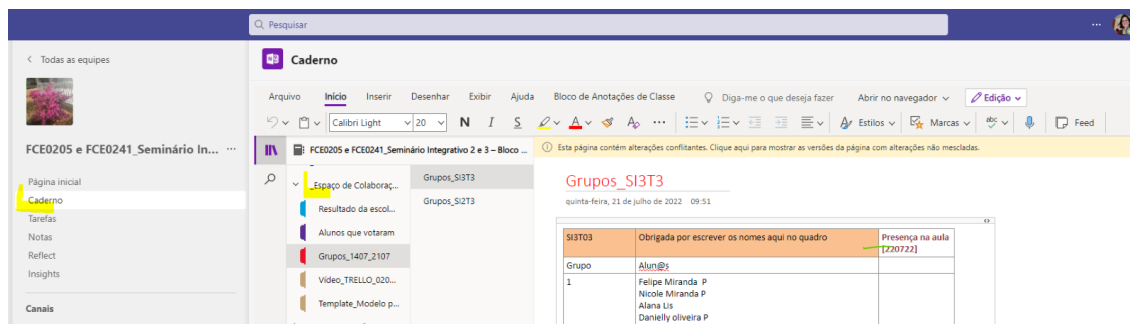 Pesquisar
Todas as equipes
Caderno
Arquivo Início Inserir Desenhar Exibir Ajuda Bloco de Anotações de Classe Diga-me o que deseja fazer Abrir no navegador Edição
Calibri Light 20 N I S A A Estilos Marcas abc Feed
FCE0205 e FCE0241_Seminário In... ...
FCE0205 e FCE0241_Seminário Integrativo 2 e 3 – Bloco ...
Esta página contém alterações conflitantes. Clique aqui para mostrar as versões da página com alterações não mescladas.
Página inicial
Caderno
Tarefas
Notas
Reflect
Insights
Canais
_Espaço de Colaboraç...
Resultado da escol...
Alunos que votaram
Grupos_1407_2107
Vídeo_TRELLO_020...
Template_Modelo p...
Grupos_SI3T3
Grupos_SI2T3
Grupos_SI3T3
quinta-feira, 21 de julho de 2022 09:51
SI3T03 Obrigada por escrever os nomes aqui no quadro Presença na aula
[220722]
Grupo Alun@s
1 Felipe Miranda P
Nicole Miranda P
Alana Lis
Danielly oliveira P